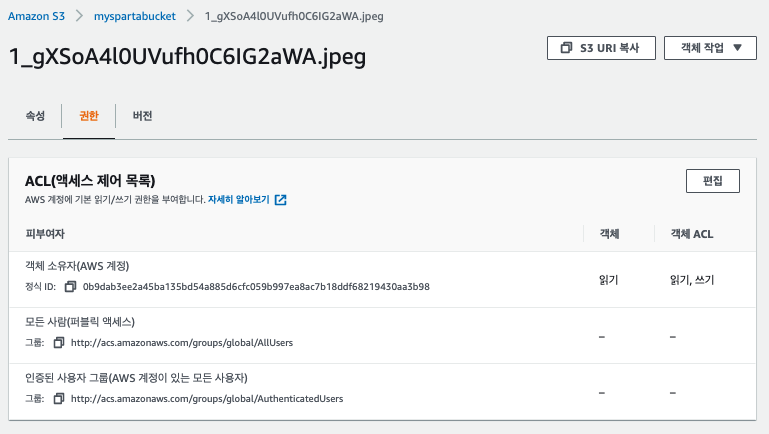 Amazon S3 > myspartabucket > 1_gXSoA4l0UVufh0C6IG2aWA.jpeg
1_gXSoA4l0UVufh0C6IG2aWA.jpeg
S3 URI 복사
객체 작업 ▼
속성
권한
버전
ACL(액세스 제어 목록)
편집
AWS 계정에 기본 읽기/쓰기 권한을 부여합니다. 자세히 알아보기
피부여자 객체 객체 ACL
객체 소유자(AWS 계정)
정식 ID: 0b9dab3ee2a45ba135bd54a885d6cfc059b997ea8ac7b18ddf68219430aa3b98
읽기 읽기, 쓰기
모든 사람(퍼블릭 액세스)
그룹: http://acs.amazonaws.com/groups/global/AllUsers
– –
인증된 사용자 그룹(AWS 계정이 있는 모든 사용자)
그룹: http://acs.amazonaws.com/groups/global/AuthenticatedUsers
– –